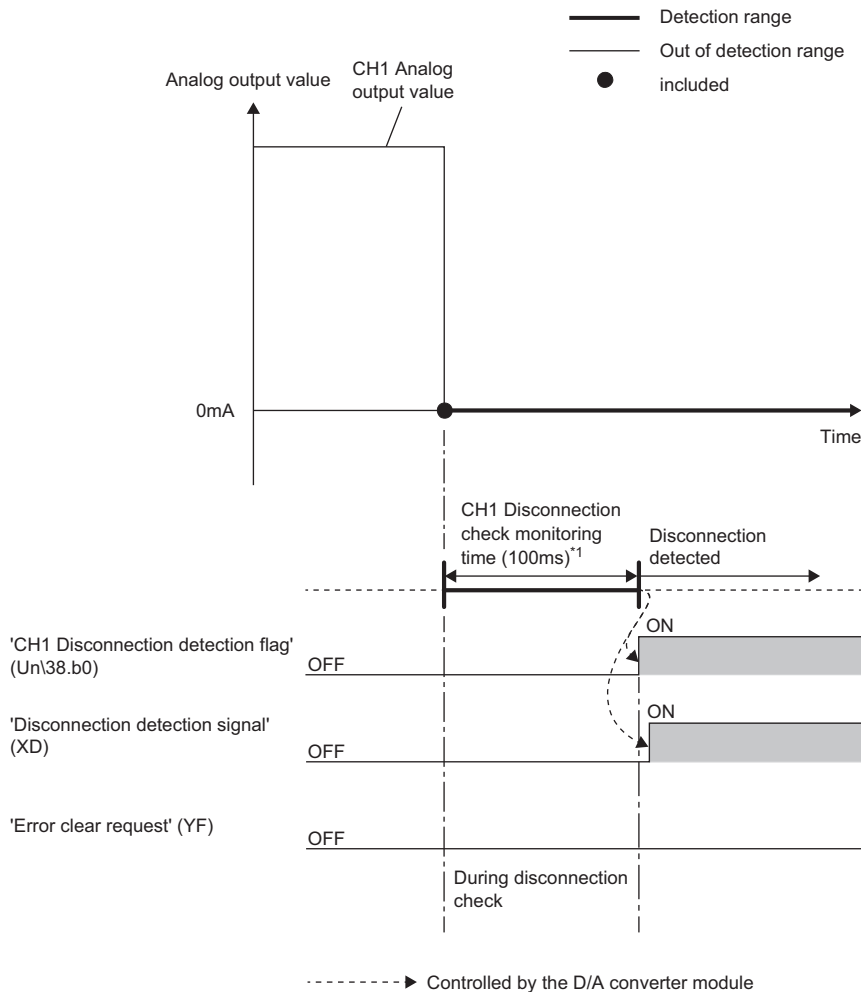 Detection range
Out of detection range
included
Analog output value
CH1 Analog
output value
0mA
Time
CH1 Disconnection
check monitoring
time (100ms)*1
Disconnection
detected
'CH1 Disconnection detection flag'
(Un\38.b0)
OFF
ON
'Disconnection detection signal'
(XD)
OFF
ON
'Error clear request' (YF)
OFF
During disconnection
check
Controlled by the D/A converter module